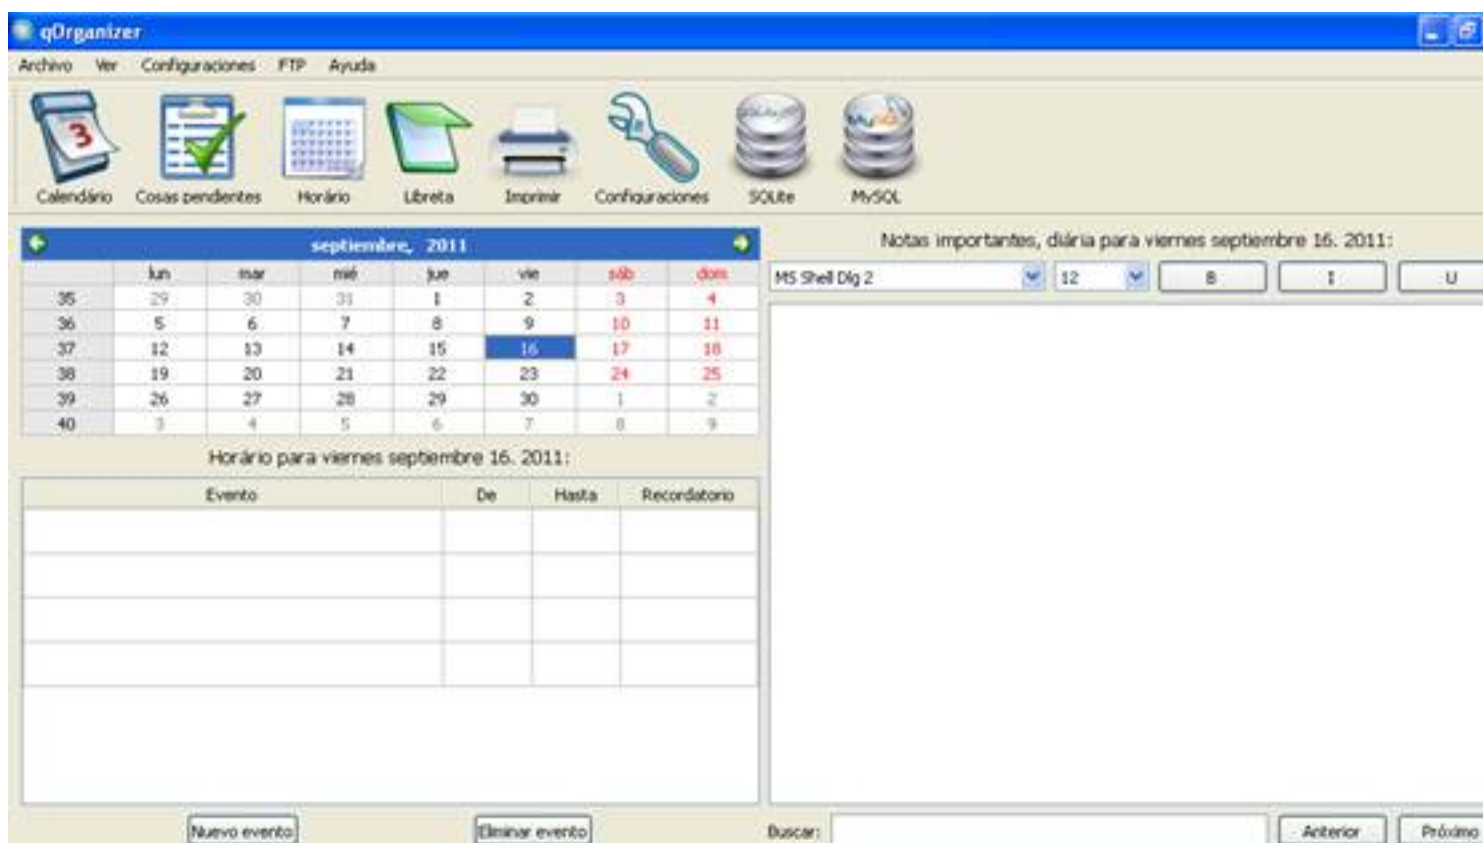 qOrganizer
Archivo Ver Configuraciones FTP Ayuda
3
Calendário Cosas pendientes Horário Libreta Imprimir Configuraciones SQLite MySQL
septiembre, 2011
lun mar mié jue vie sáb dom
35 29 30 31 1 2 3 4
36 5 6 7 8 9 10 11
37 12 13 14 15 16 17 18
38 19 20 21 22 23 24 25
39 26 27 28 29 30 1 2
40 3 4 5 6 7 8 9
Horário para viernes septiembre 16. 2011:
Evento De Hasta Recordatorio
Nuevo evento Eliminar evento
Notas importantes, diária para viernes septiembre 16. 2011:
MS Shell Dlg 2 12 B I U
Buscar: Anterior Próximo